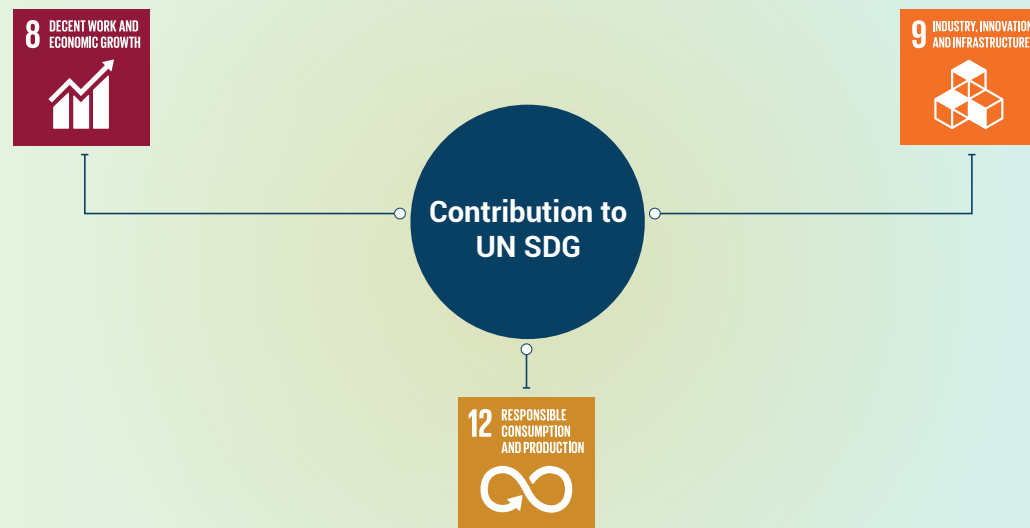 8 DECENT WORK AND
ECONOMIC GROWTH
9 INDUSTRY, INNOVATION
AND INFRASTRUCTURE
Contribution to
UN SDG
12 RESPONSIBLE
CONSUMPTION
AND PRODUCTION